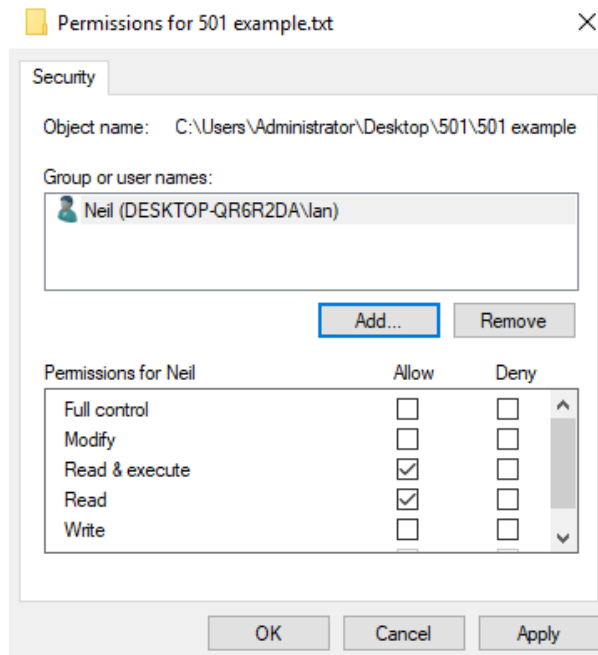 Permissions for 501 example.txt
Security
Object name: C:\Users\Administrator\Desktop\501\501 example
Group or user names:
Neil (DESKTOP-QR6R2DA\Ian)
Add... Remove
Permissions for Neil Allow Deny
Full control
Modify
Read & execute
Read
Write
OK Cancel Apply